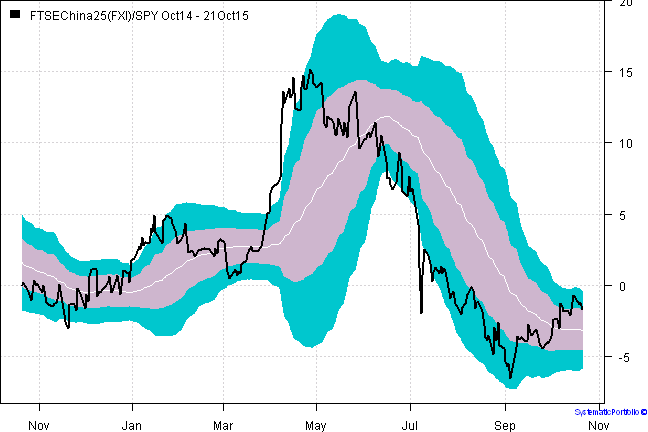 FTSEChina25(FXI)/SPY Oct14 - 21Oct15
20
15
10
5
0
-5
Nov Jan Mar May Jul Sep Nov
SystematicPortfolio ©